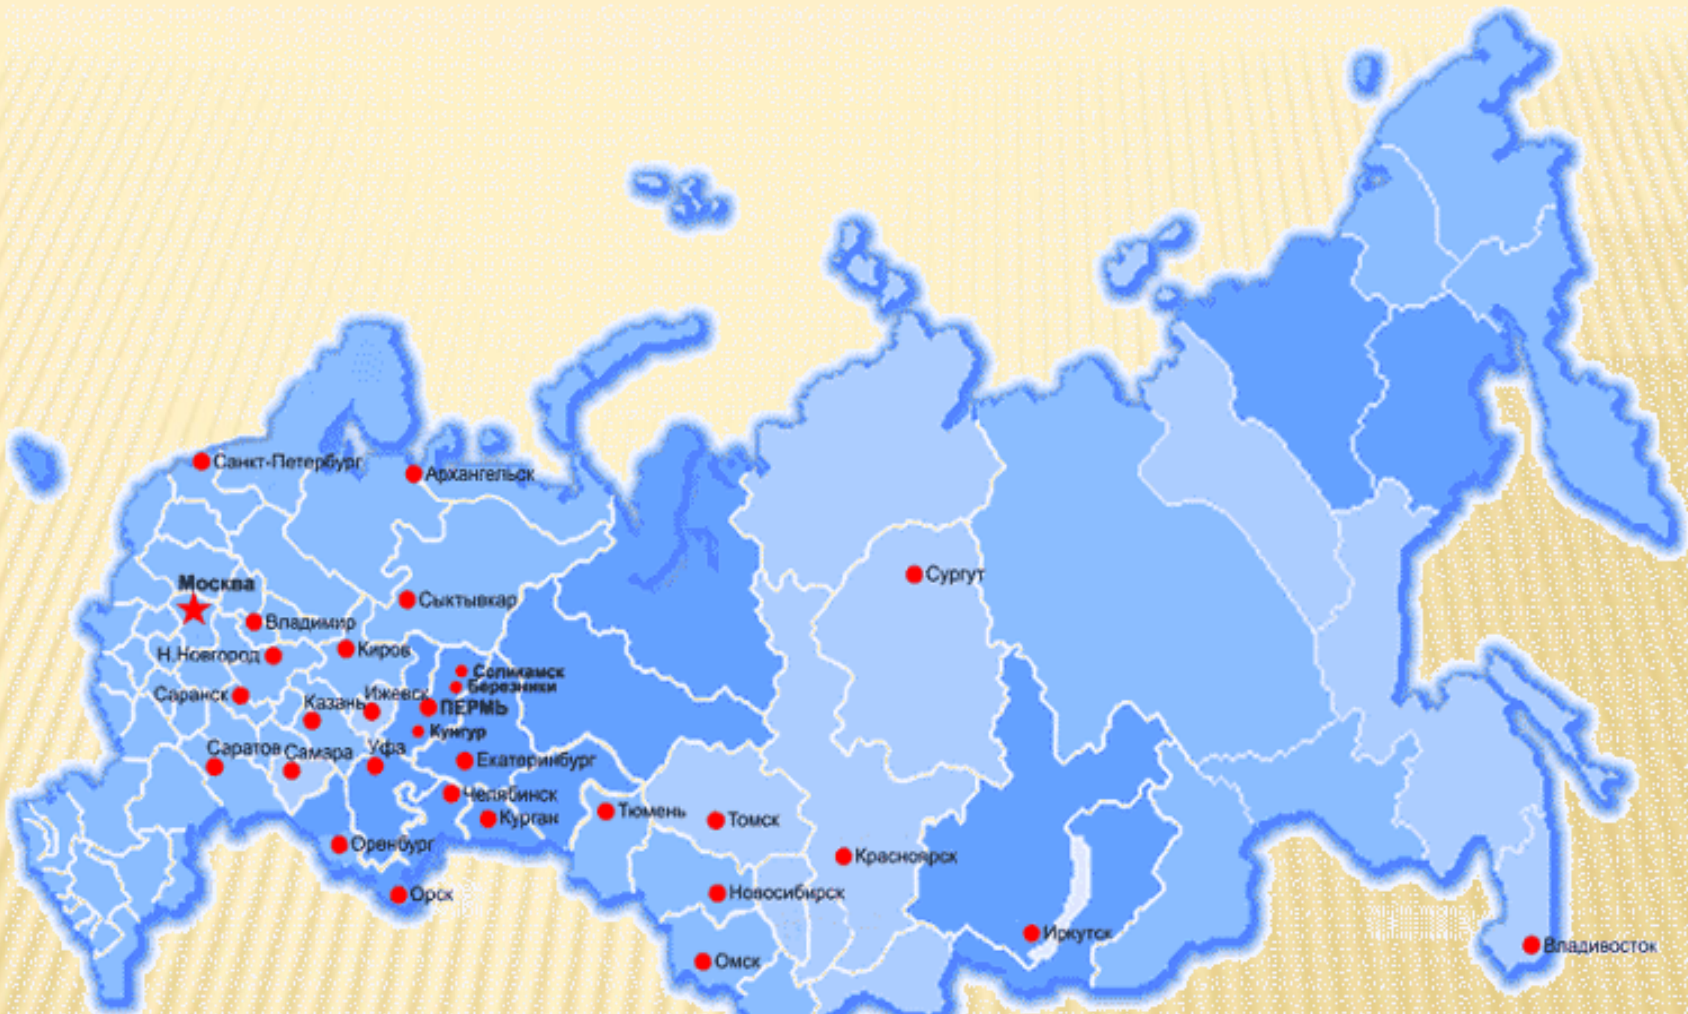 Санкт-Петербург
Архангельск
Сургут
Москва
Сыктывкар
Владимир
Киров
Н.Новгород
Соликамск
Березники
Саранск
Ижевск
Казань
ПЕРМЬ
Кунгур
Саратов
Самара
Уфа
Екатеринбург
Челябинск
Тюмень
Курган
Томск
Оренбург
Красноярск
Орск
Новосибирск
Иркутск
Владивосток
Омск